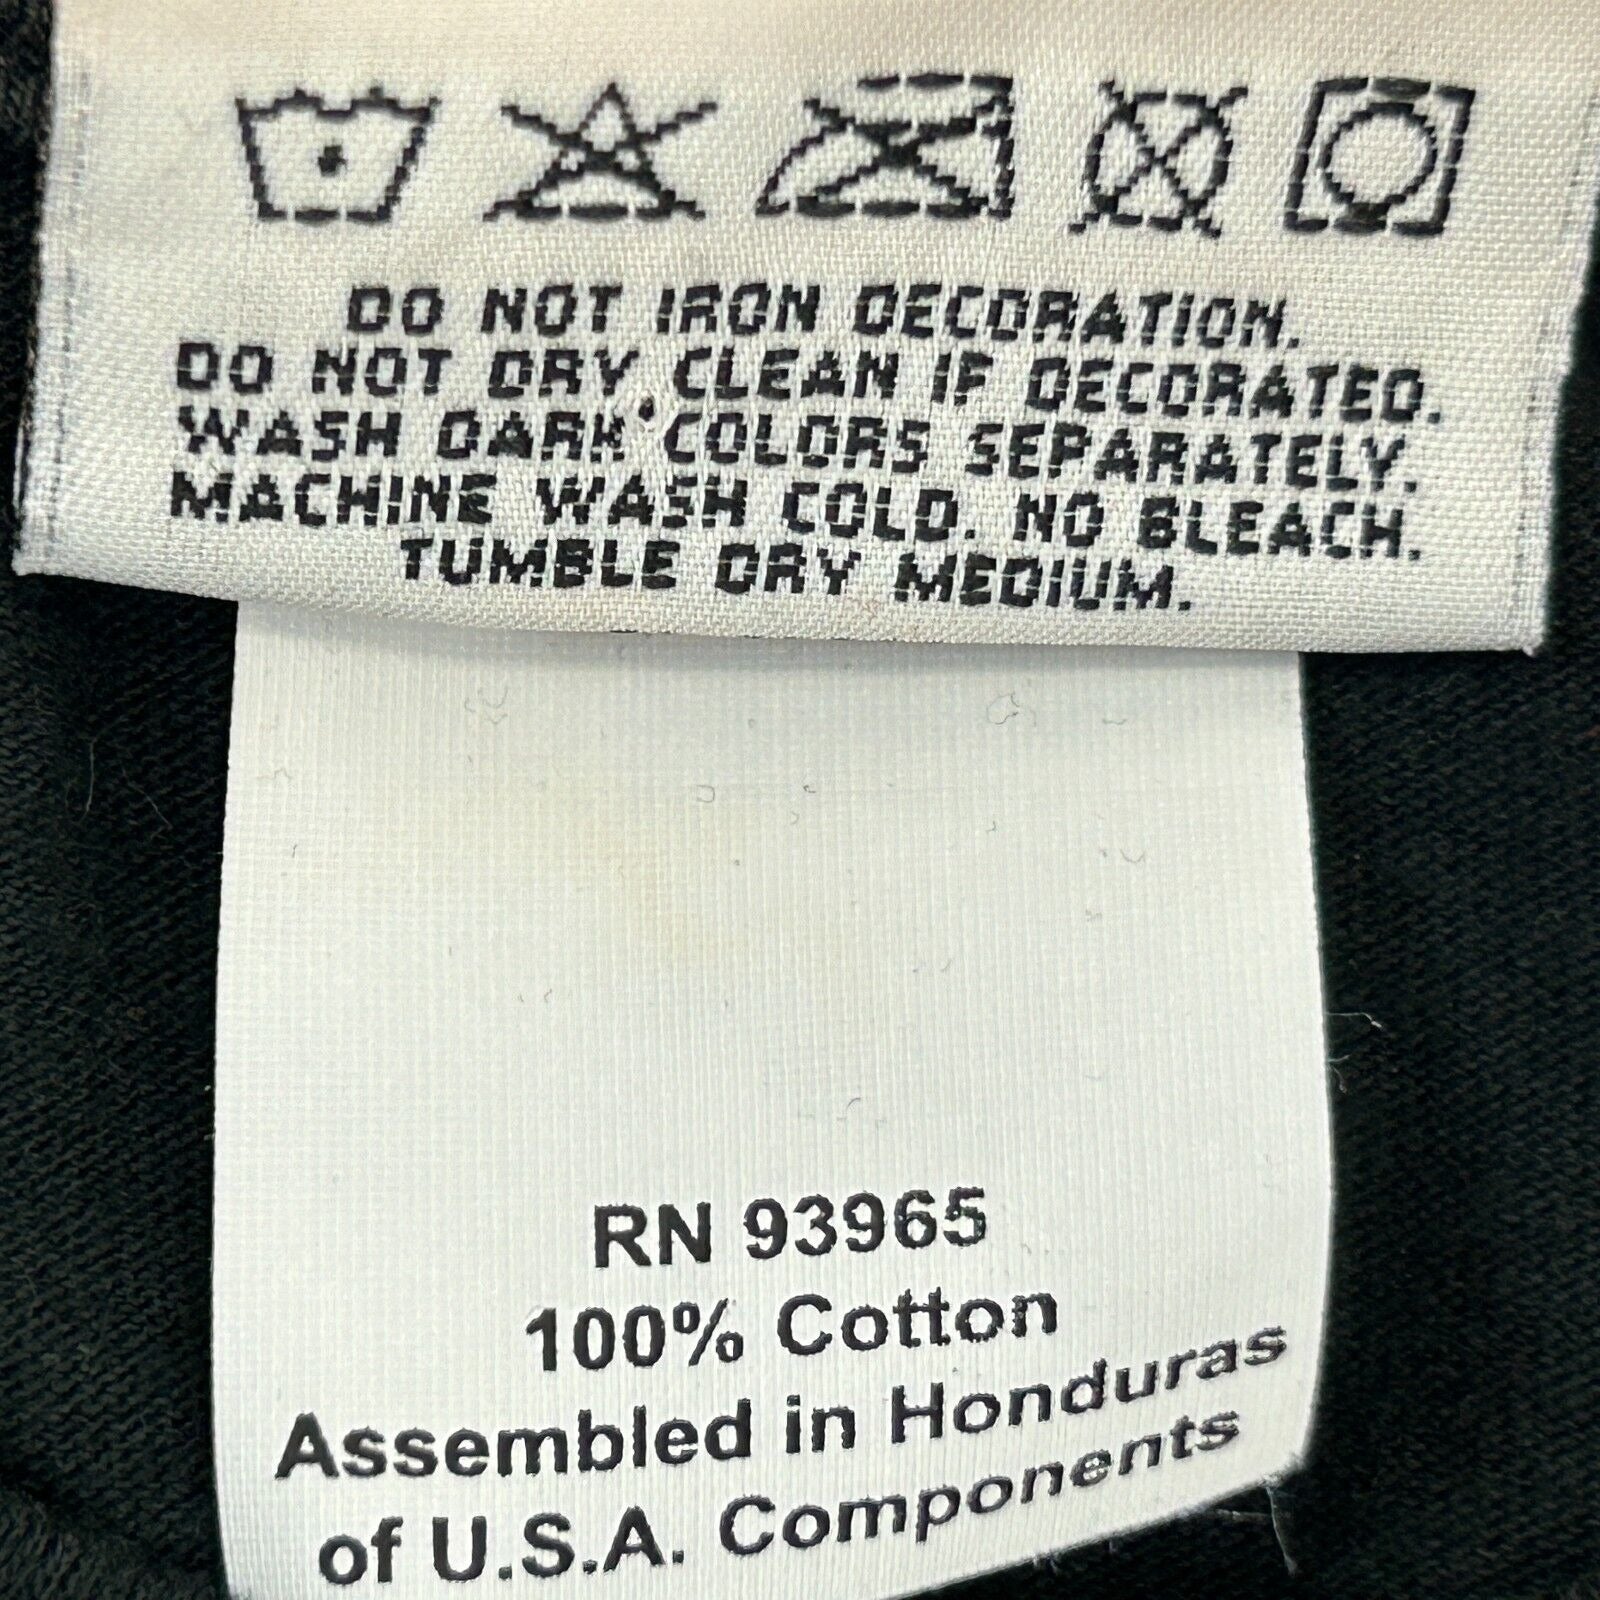 DO NOT IRON DECORATION.
DO NOT DRY CLEAN IF DECORATED.
WASH DARK COLORS SEPARATELY.
MACHINE WASH COLD. NO BLEACH.
TUMBLE DRY MEDIUM.
RN 93965
100% Cotton
Assembled in Honduras
of U.S.A. Components